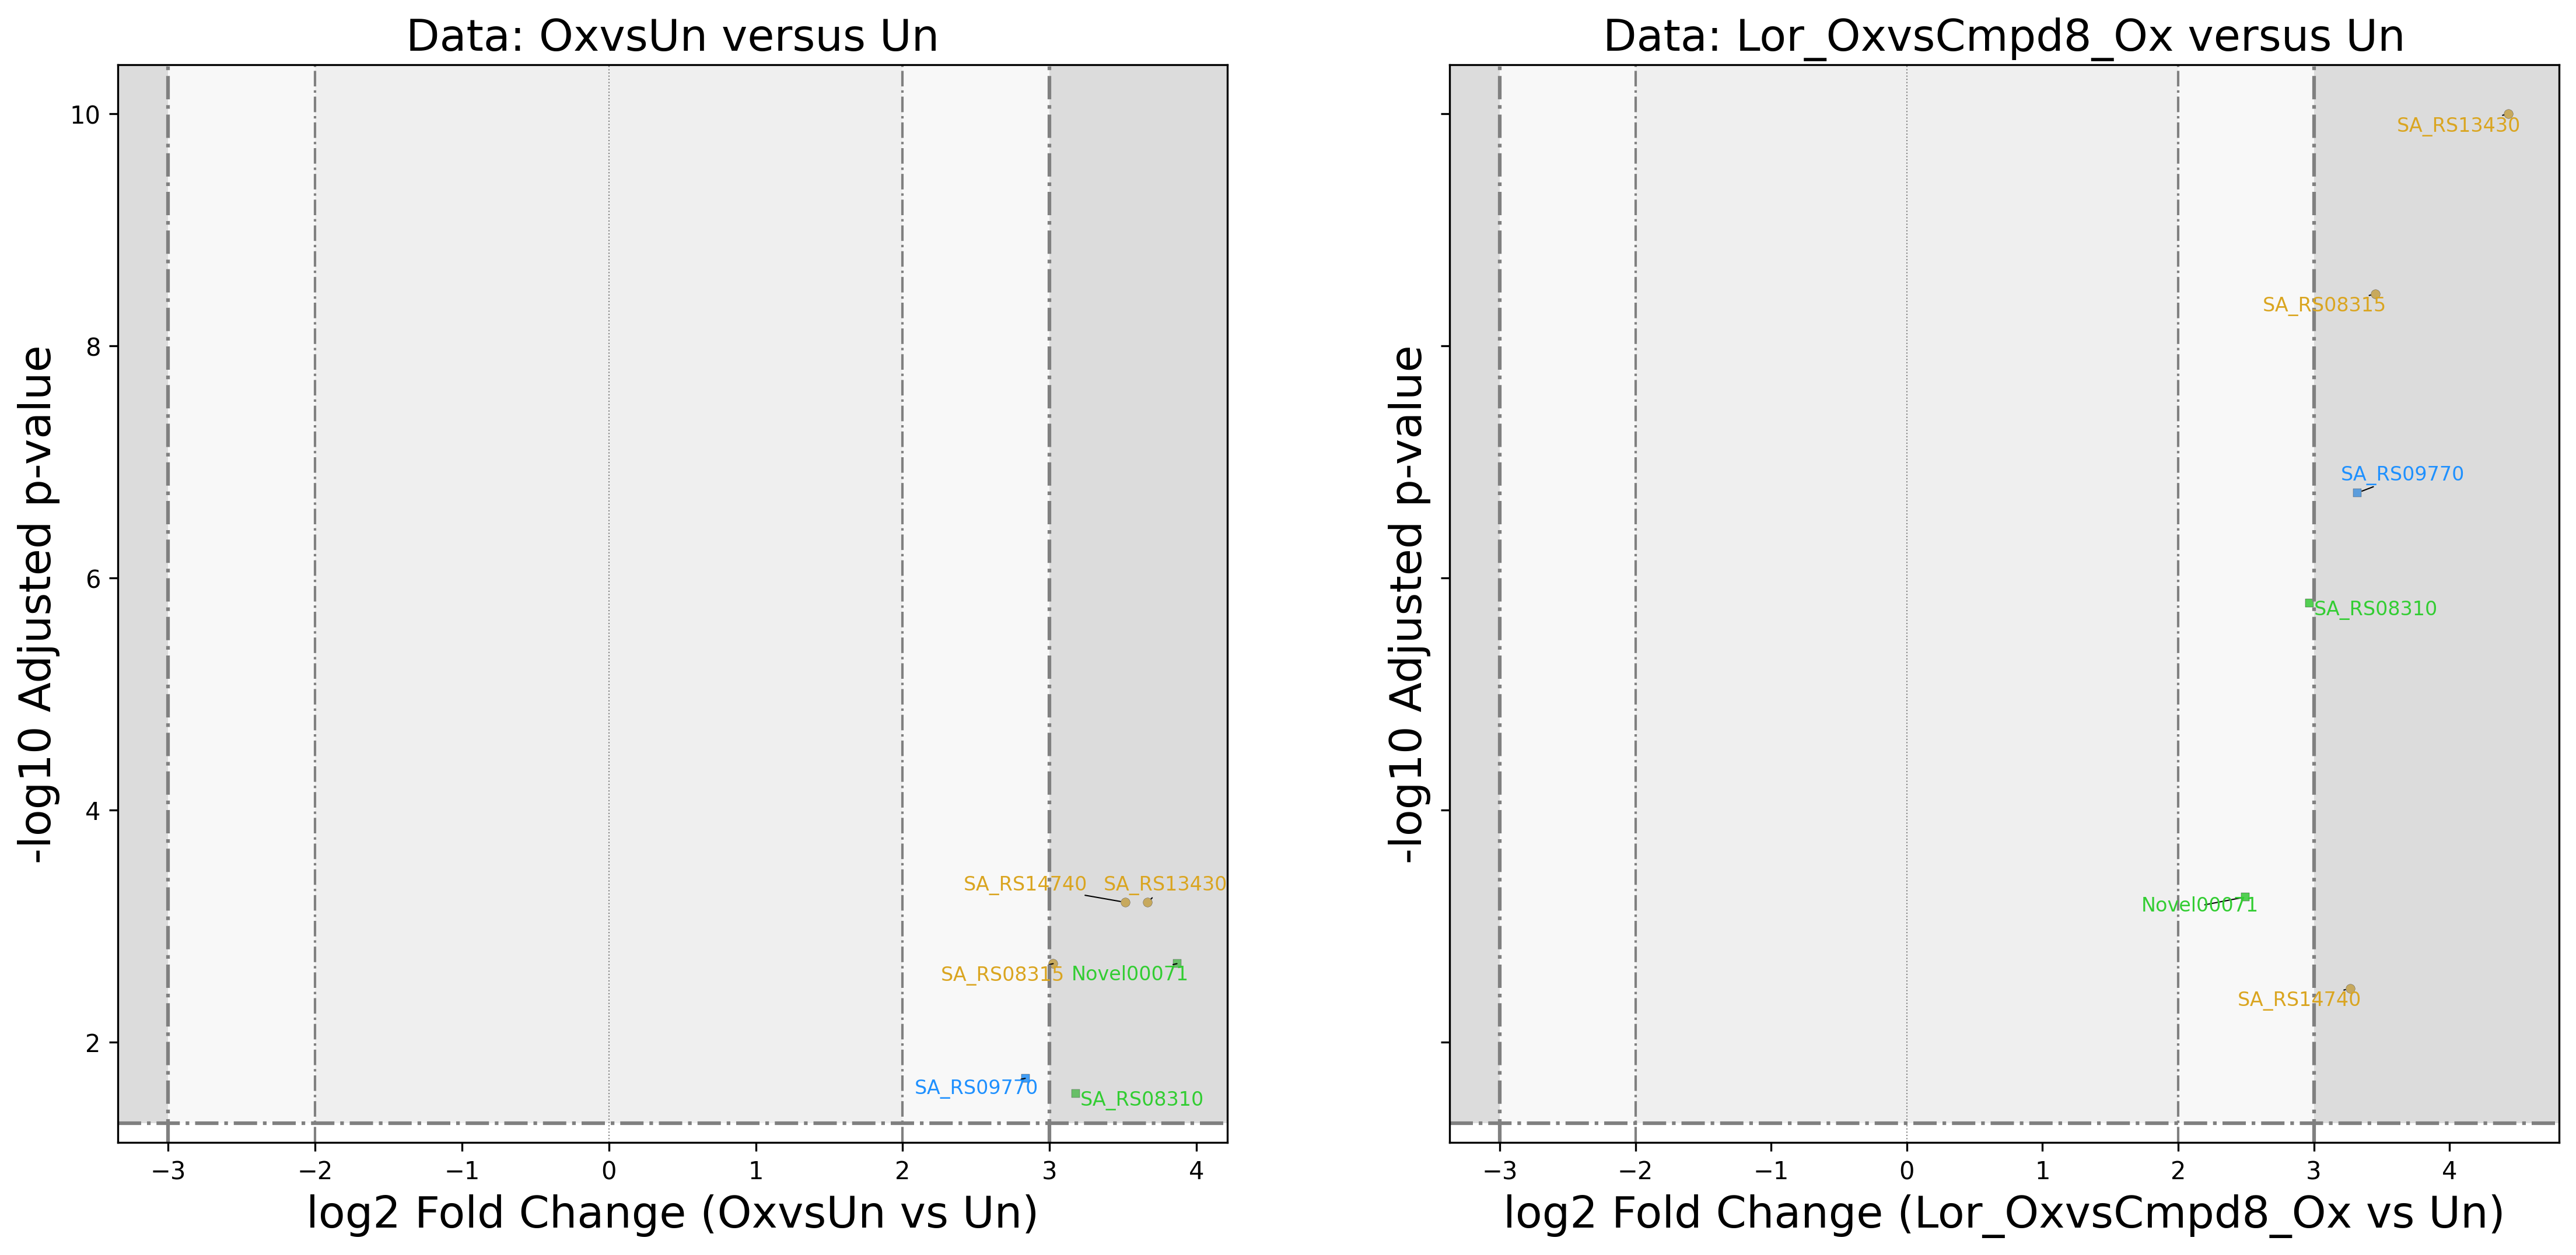 Data: OxvsUn versus Un
-log10 Adjusted p-value
10
8
6
4
2
SA_RS14740
SA_RS13430
SA_RS08315
Novel00071
SA_RS09770
SA_RS08310
−3
−2
−1
0
1
2
3
4
log2 Fold Change (OxvsUn vs Un)
Data: Lor_OxvsCmpd8_Ox versus Un
-log10 Adjusted p-value
SA_RS13430
SA_RS08315
SA_RS09770
SA_RS08310
Novel00071
SA_RS14740
−3
−2
−1
0
1
2
3
4
log2 Fold Change (Lor_OxvsCmpd8_Ox vs Un)